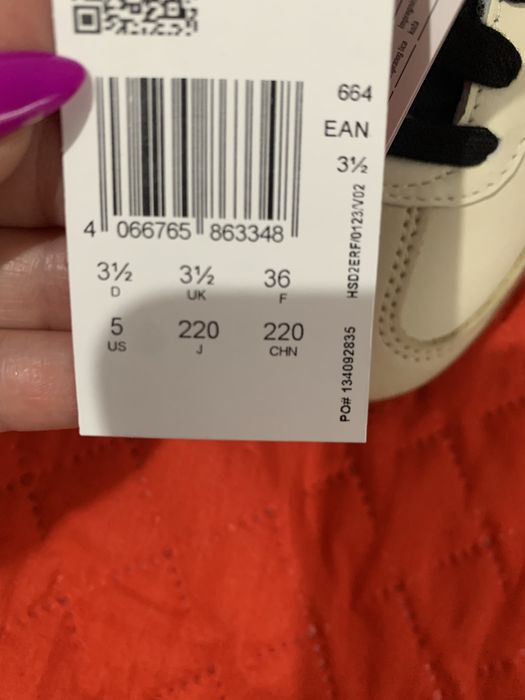 664
EAN
3½
4 066765 863348
3½ 3½ 36
D UK F
5 220 220
US J CHN
HSD2ERF/0123/V02
PO# 134092835